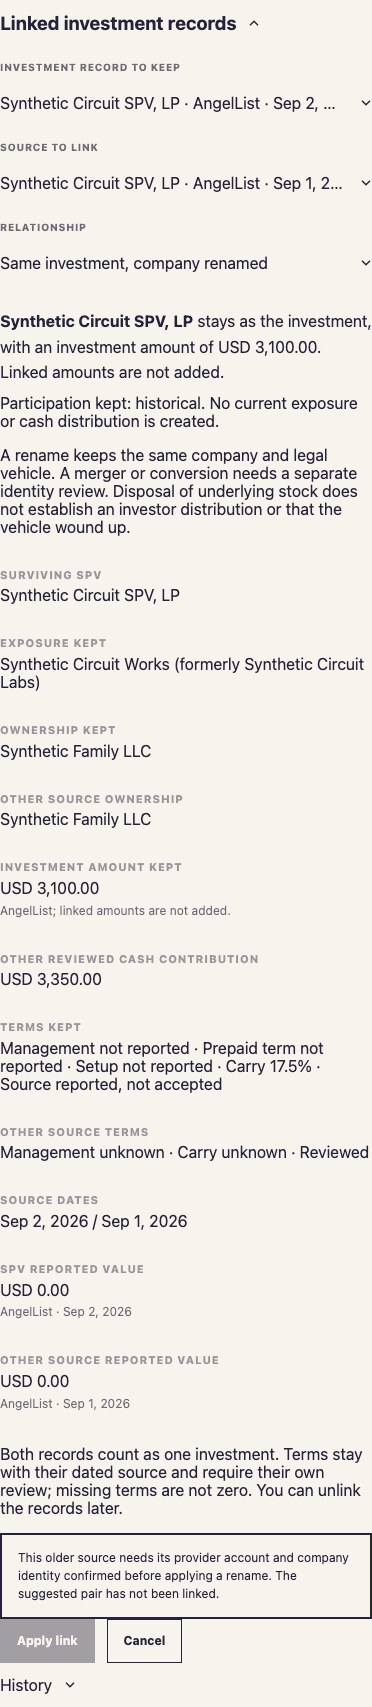 Linked investment records
INVESTMENT RECORD TO KEEP
Synthetic Circuit SPV, LP · AngelList · Sep 2, ...
SOURCE TO LINK
Synthetic Circuit SPV, LP · AngelList · Sep 1, 2...
RELATIONSHIP
Same investment, company renamed
Synthetic Circuit SPV, LP stays as the investment,
with an investment amount of USD 3,100.00.
Linked amounts are not added.
Participation kept: historical. No current exposure
or cash distribution is created.
A rename keeps the same company and legal
vehicle. A merger or conversion needs a separate
identity review. Disposal of underlying stock does
not establish an investor distribution or that the
vehicle wound up.
SURVIVING SPV
Synthetic Circuit SPV, LP
EXPOSURE KEPT
Synthetic Circuit Works (formerly Synthetic Circuit
Labs)
OWNERSHIP KEPT
Synthetic Family LLC
OTHER SOURCE OWNERSHIP
Synthetic Family LLC
INVESTMENT AMOUNT KEPT
USD 3,100.00
AngelList; linked amounts are not added.
OTHER REVIEWED CASH CONTRIBUTION
USD 3,350.00
TERMS KEPT
Management not reported · Prepaid term not
reported · Setup not reported · Carry 17.5% ·
Source reported, not accepted
OTHER SOURCE TERMS
Management unknown · Carry unknown · Reviewed
SOURCE DATES
Sep 2, 2026 / Sep 1, 2026
SPV REPORTED VALUE
USD 0.00
AngelList · Sep 2, 2026
OTHER SOURCE REPORTED VALUE
USD 0.00
AngelList · Sep 1, 2026
Both records count as one investment. Terms stay
with their dated source and require their own
review; missing terms are not zero. You can unlink
the records later.
This older source needs its provider account and company
identity confirmed before applying a rename. The
suggested pair has not been linked.
Apply link
Cancel
History